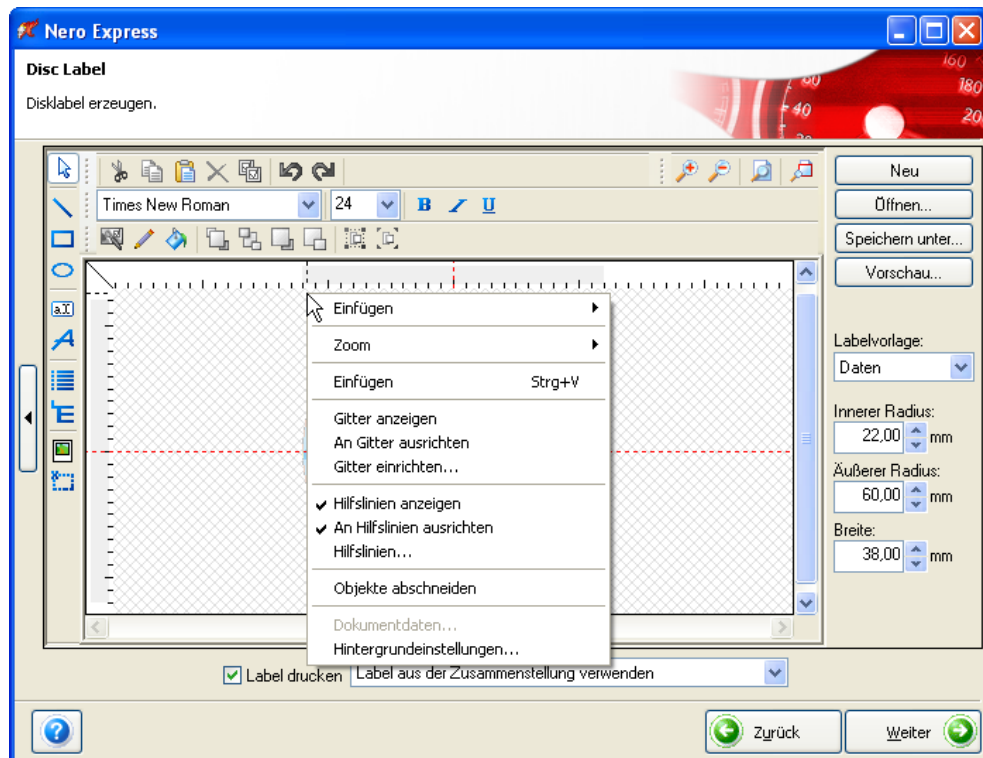 Nero Express
Disc Label
Disklabel erzeugen.
160
180
20
60
40
Neu
Times New Roman
24
B
I
U
Öffnen...
Speichern unter...
Vorschau...
Einfügen
Zoom
Einfügen Strg+V
Gitter anzeigen
An Gitter ausrichten
Gitter einrichten...
Hilfslinien anzeigen
An Hilfslinien ausrichten
Hilfslinien...
Objekte abschneiden
Dokumentdaten...
Hintergrundeinstellungen...
Labelvorlage:
Daten
Innerer Radius:
22,00 mm
Äußerer Radius:
60,00 mm
Breite:
38,00 mm
Label drucken
Label aus der Zusammenstellung verwenden
Zurück
Weiter